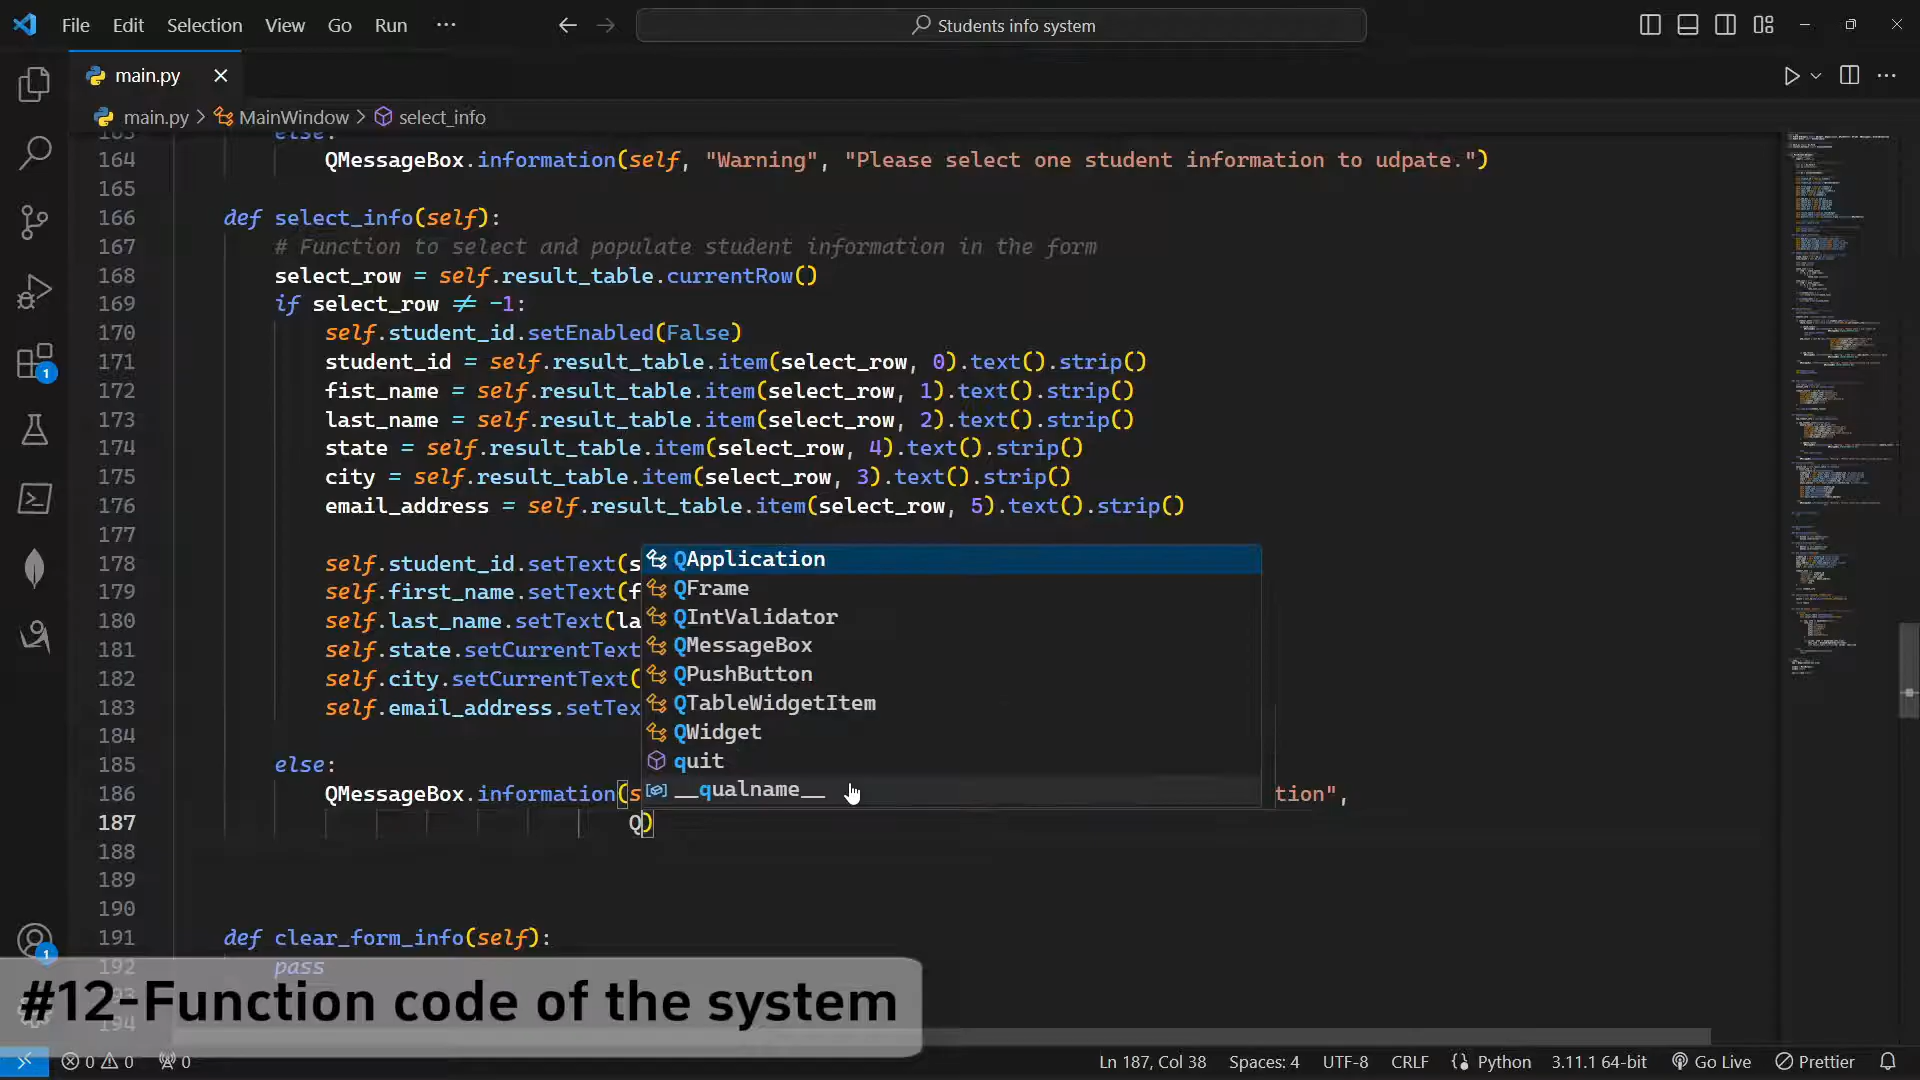 File Edit Selection View Go Run ··· Students info system
main.py
main.py > MainWindow > select_info
163 else:
164 QMessageBox.information(self, "Warning", "Please select one student information to udpate.")
165
166 def select_info(self):
167 # Function to select and populate student information in the form
168 select_row = self.result_table.currentRow()
169 if select_row ≠ -1:
170 self.student_id.setEnabled(False)
171 student_id = self.result_table.item(select_row, 0).text().strip()
172 fist_name = self.result_table.item(select_row, 1).text().strip()
173 last_name = self.result_table.item(select_row, 2).text().strip()
174 state = self.result_table.item(select_row, 4).text().strip()
175 city = self.result_table.item(select_row, 3).text().strip()
176 email_address = self.result_table.item(select_row, 5).text().strip()
177
178 self.student_id.setText(s
179 self.first_name.setText(f
180 self.last_name.setText(la
181 self.state.setCurrentText
182 self.city.setCurrentText(
183 self.email_address.setTex
184
185 else:
186 QMessageBox.information(s tion",
187 Q)
188
189
190
191 def clear_form_info(self):
192 pass
194
QApplication
QFrame
QIntValidator
QMessageBox
QPushButton
QTableWidgetItem
QWidget
quit
__qualname__
1
1
#12-Function code of the system
0 0 0 Ln 187, Col 38 Spaces: 4 UTF-8 CRLF Python 3.11.1 64-bit Go Live Prettier